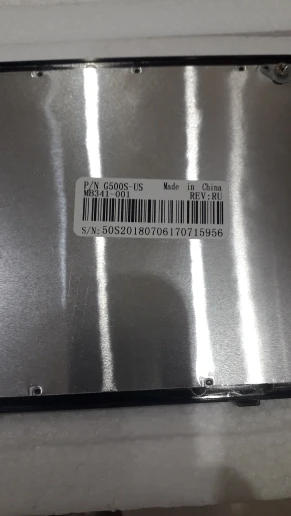 P/N G500S-US Made in China
MB341-001 REV:RU
S/N:50S20180706170715956